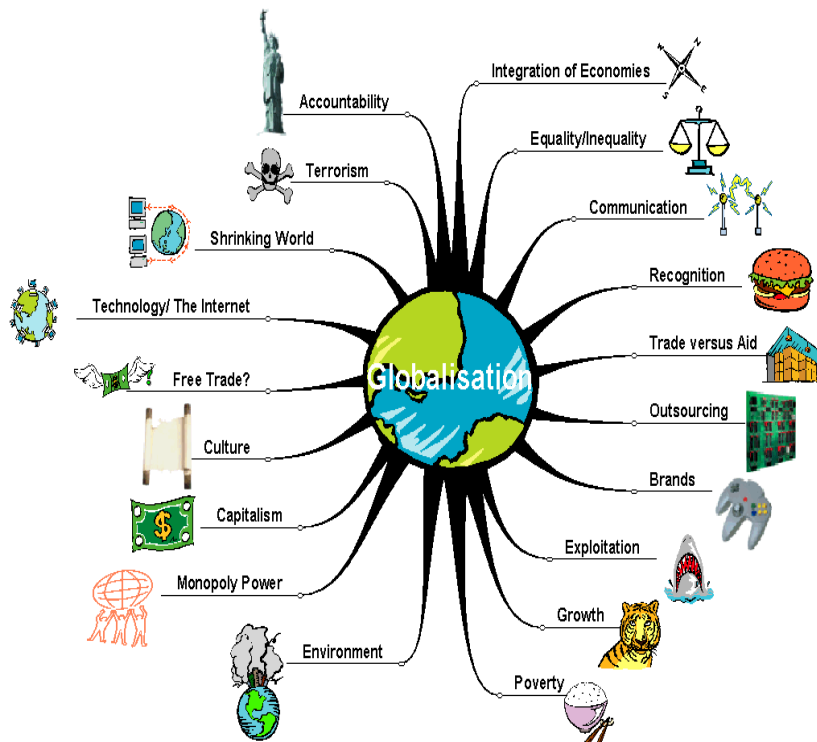 Globalisation
Integration of Economies
Equality/Inequality
Communication
Recognition
Trade versus Aid
Outsourcing
Brands
Exploitation
Growth
Poverty
Environment
Monopoly Power
Capitalism
Culture
Free Trade?
Technology/ The Internet
Shrinking World
Terrorism
Accountability
N
E
S
W
$